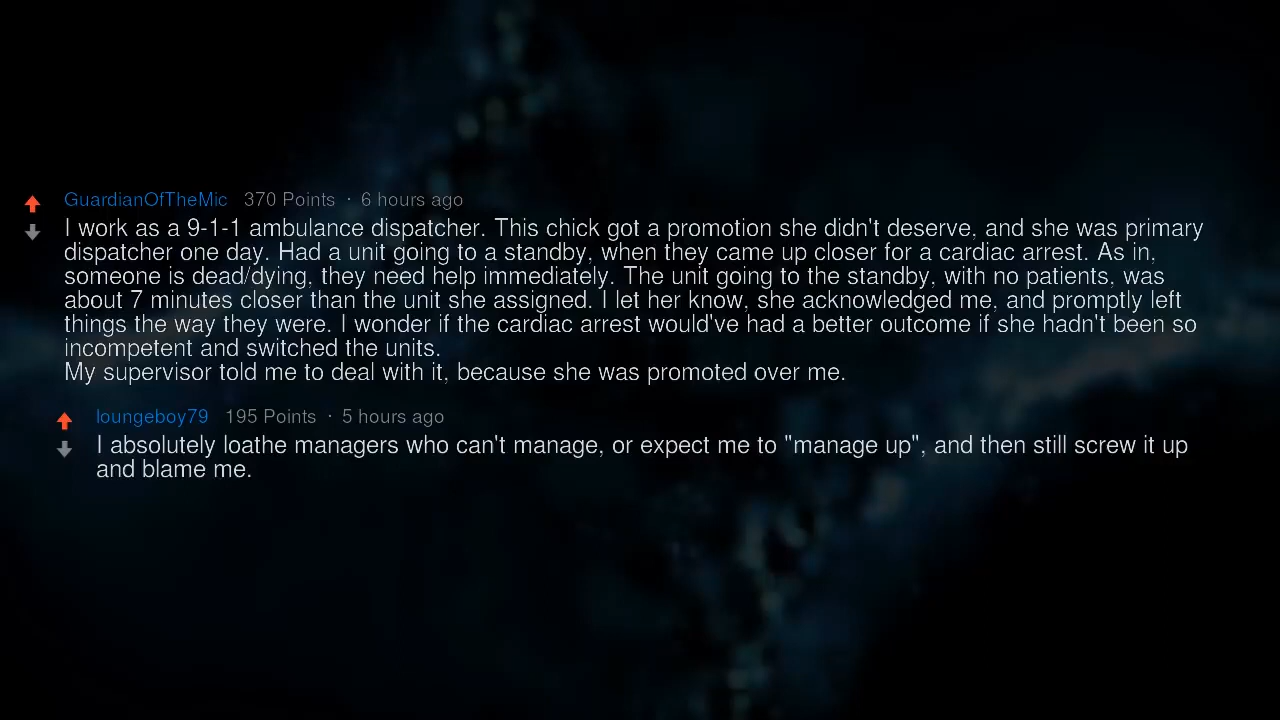 GuardianOfTheMic 370 Points · 6 hours ago
I work as a 9-1-1 ambulance dispatcher. This chick got a promotion she didn't deserve, and she was primary
dispatcher one day. Had a unit going to a standby, when they came up closer for a cardiac arrest. As in,
someone is dead/dying, they need help immediately. The unit going to the standby, with no patients, was
about 7 minutes closer than the unit she assigned. I let her know, she acknowledged me, and promptly left
things the way they were. I wonder if the cardiac arrest would've had a better outcome if she hadn't been so
incompetent and switched the units.
My supervisor told me to deal with it, because she was promoted over me.
loungeboy79 195 Points · 5 hours ago
I absolutely loathe managers who can't manage, or expect me to "manage up", and then still screw it up
and blame me.